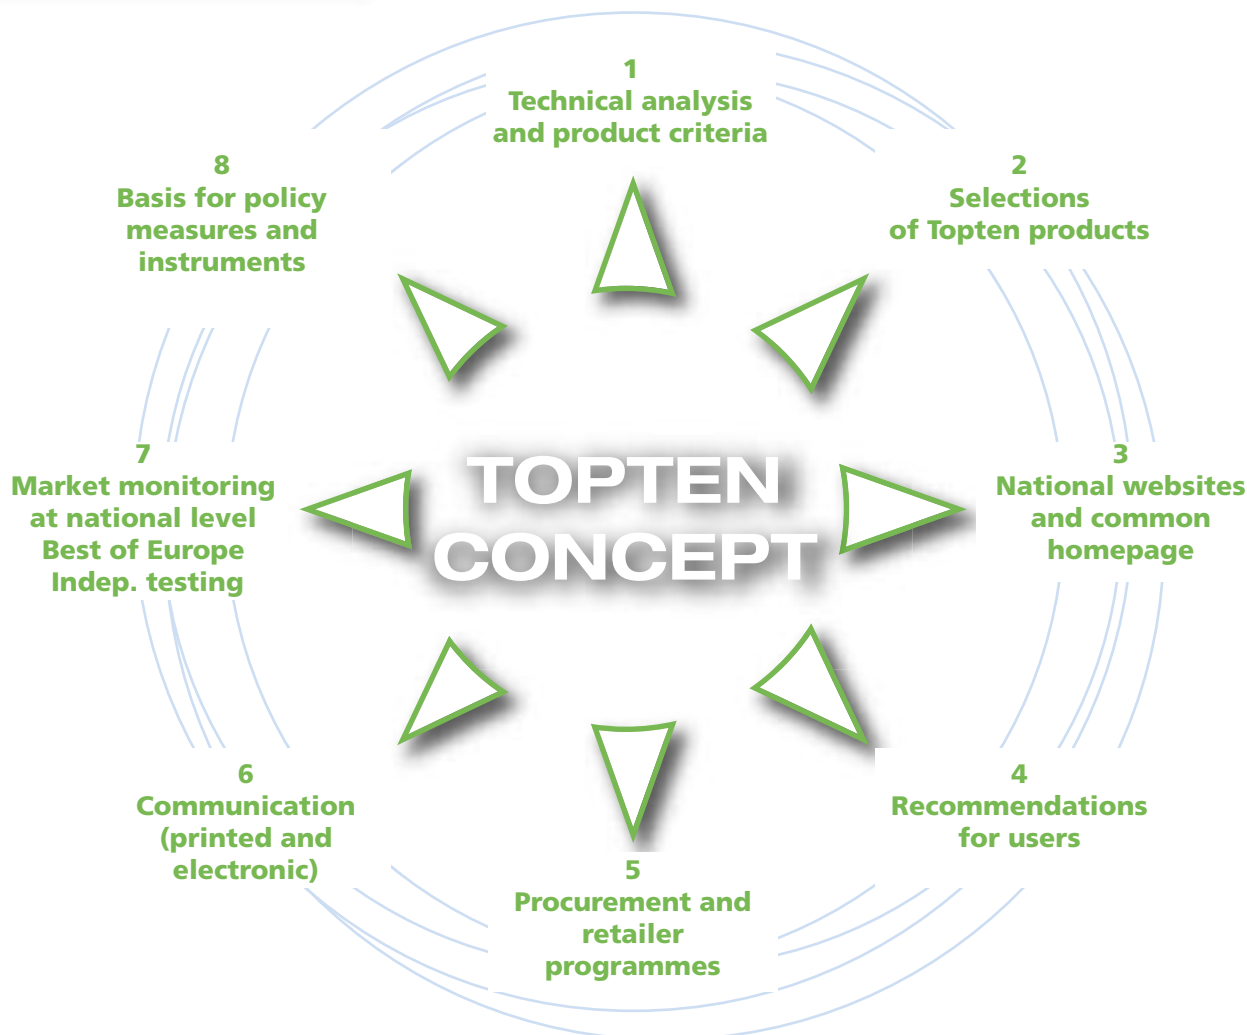 1
Technical analysis
and product criteria
2
Selections
of Topten products
3
National websites
and common
homepage
4
Recommendations
for users
5
Procurement and
retailer
programmes
6
Communication
(printed and
electronic)
7
Market monitoring
at national level
Best of Europe
Indep. testing
8
Basis for policy
measures and
instruments
TOPTEN
CONCEPT